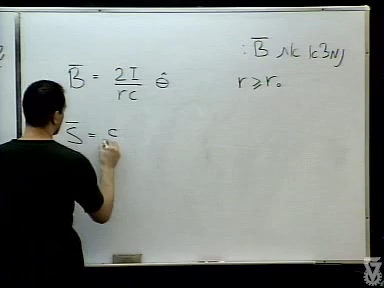 נמצא את B̅:
B̅ = 2I/rc θ̂   r ⩾ r₀
S̅ = c